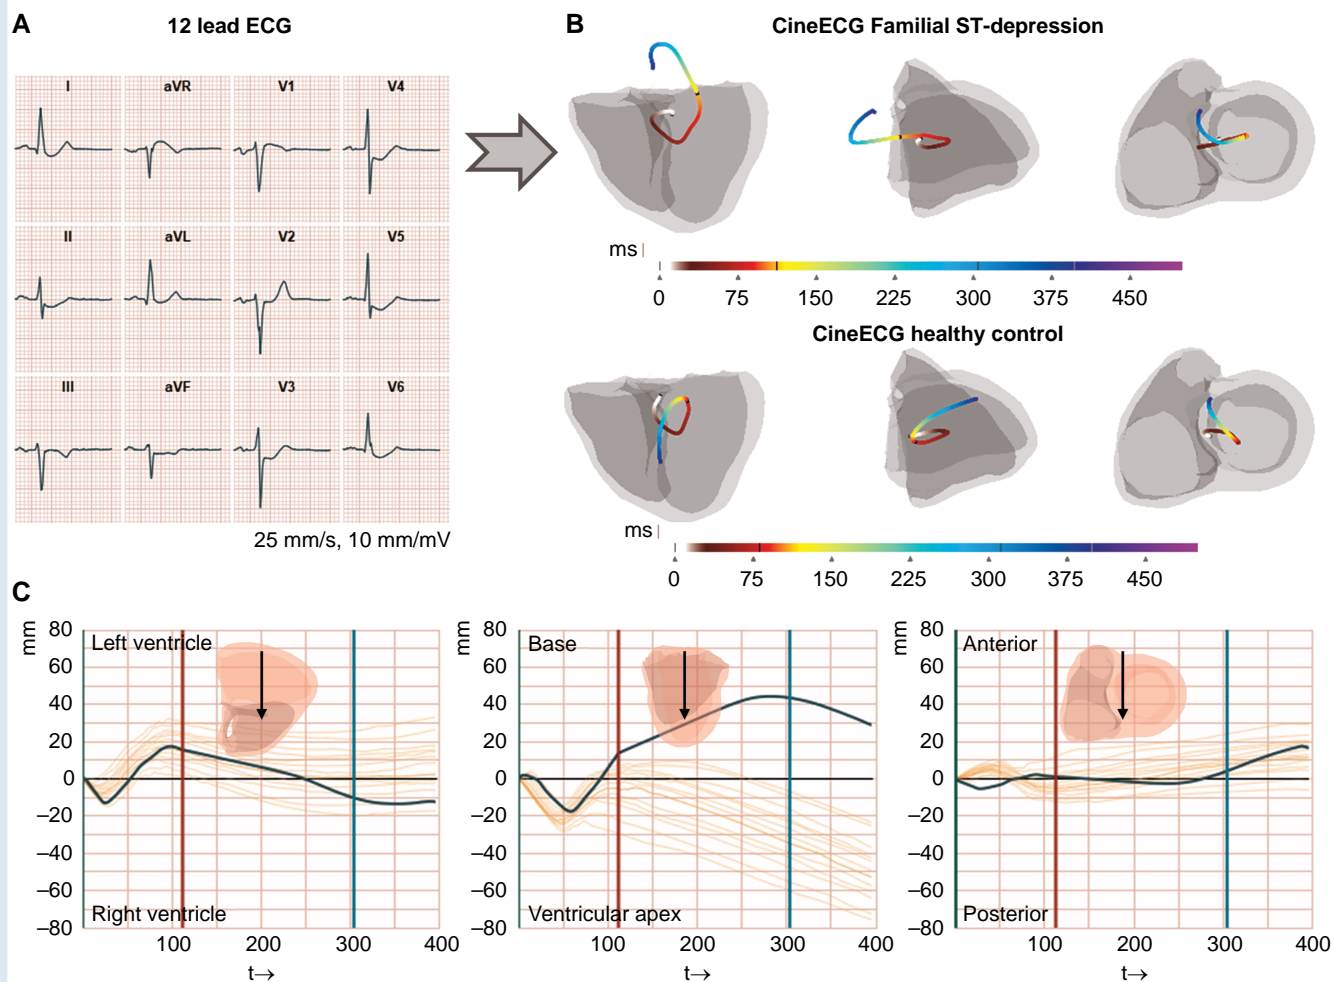 A
12 lead ECG
I
aVR
V1
V4
II
aVL
V2
V5
III
aVF
V3
V6
25 mm/s, 10 mm/mV
B
CineECG Familial ST-depression
ms
0 75 150 225 300 375 450
CineECG healthy control
ms
0 75 150 225 300 375 450
C
mm
80
60
40
20
0
–20
–40
–60
–80
Left ventricle
Right ventricle
100 200 300 400
t→
80
60
40
20
0
–20
–40
–60
–80
Base
Ventricular apex
100 200 300 400
t→
mm
80
60
40
20
0
–20
–40
–60
–80
Anterior
Posterior
100 200 300 400
t→